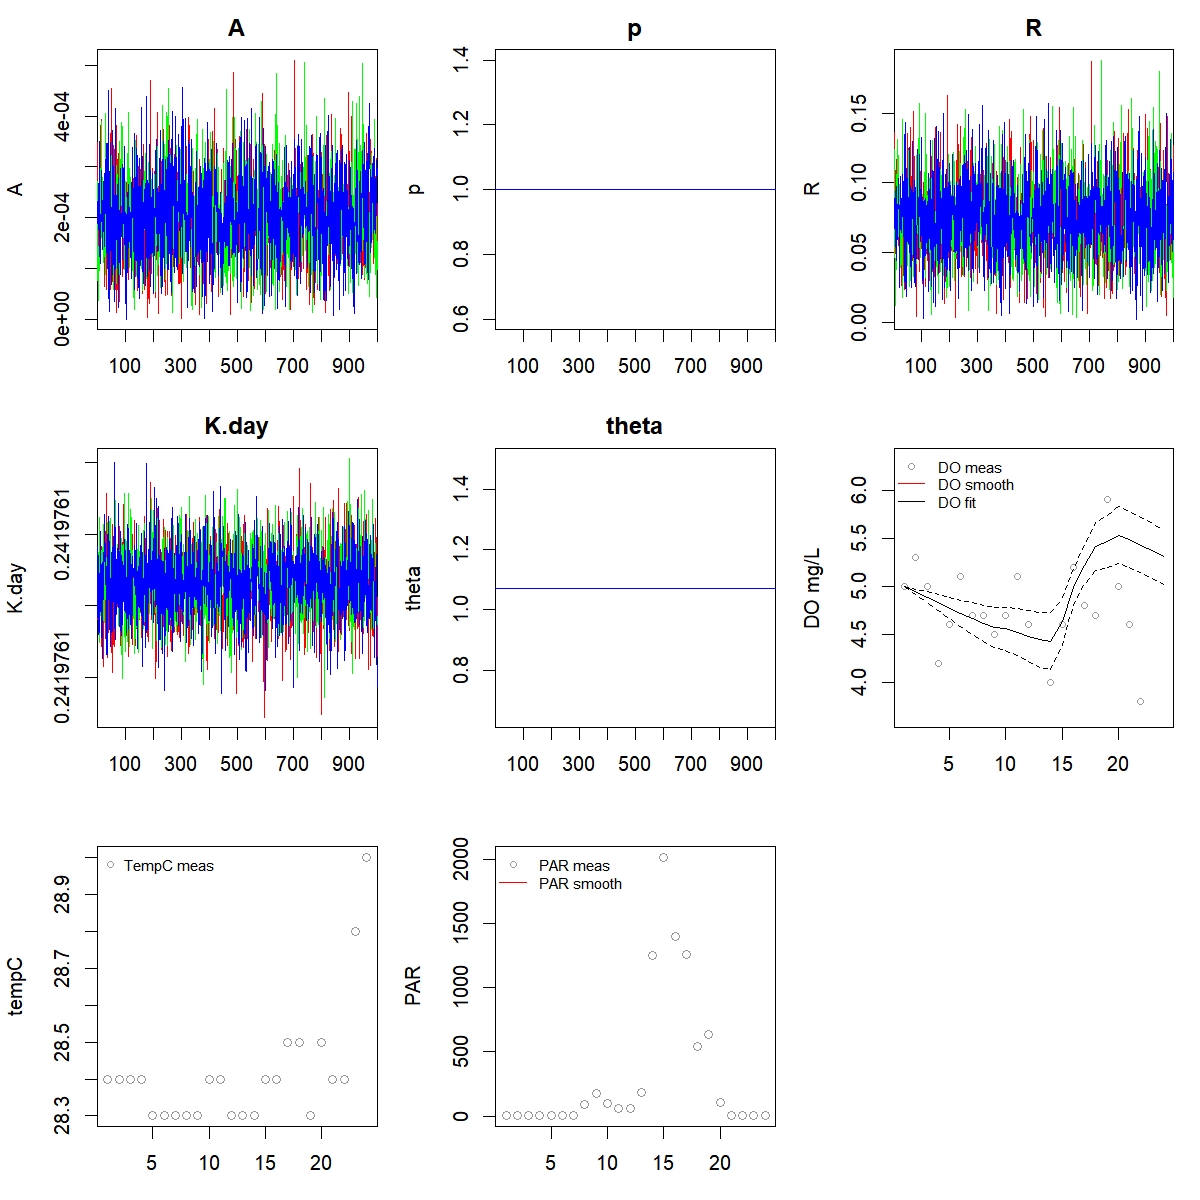 A
p
R
A
0e+00 2e-04 4e-04
100 300 500 700 900
p
0.6 0.8 1.0 1.2 1.4
100 300 500 700 900
R
0.00 0.05 0.10 0.15
100 300 500 700 900
K.day
theta
K.day
0.2419761 0.2419761
100 300 500 700 900
theta
0.8 1.0 1.2 1.4
100 300 500 700 900
DO mg/L
4.0 4.5 5.0 5.5 6.0
DO meas
DO smooth
DO fit
5 10 15 20
tempC
28.3 28.5 28.7 28.9
TempC meas
5 10 15 20
PAR
0 500 1000 1500 2000
PAR meas
PAR smooth
5 10 15 20